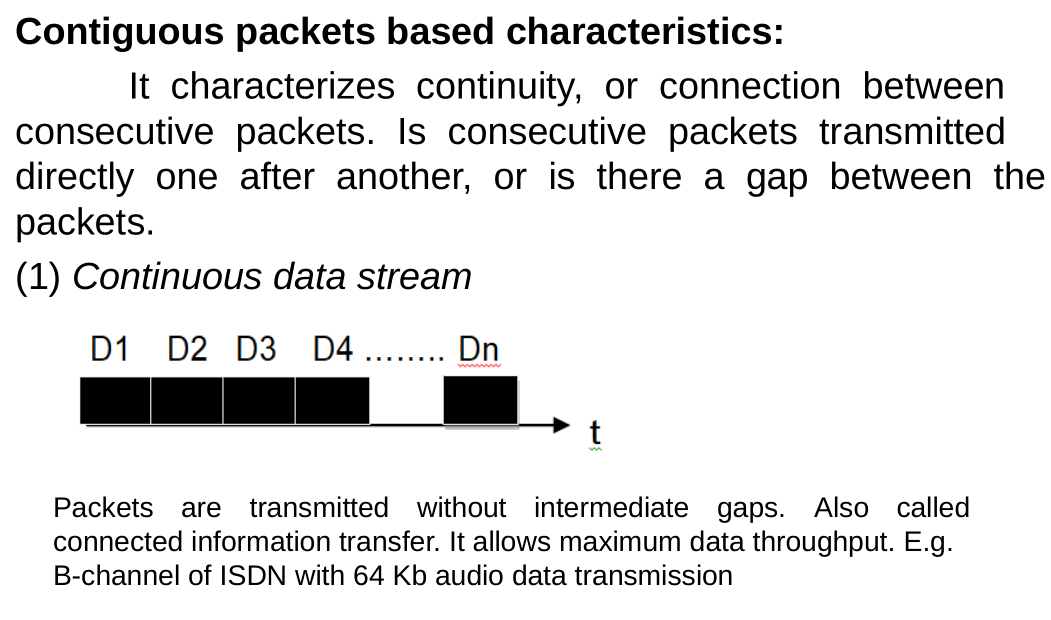 Contiguous packets based characteristics:
It characterizes continuity, or connection between
consecutive packets. Is consecutive packets transmitted
directly one after another, or is there a gap between the
packets.
(1) Continuous data stream
D1 D2 D3 D4 ........ Dn
t
Packets are transmitted without intermediate gaps. Also called
connected information transfer. It allows maximum data throughput. E.g.
B-channel of ISDN with 64 Kb audio data transmission